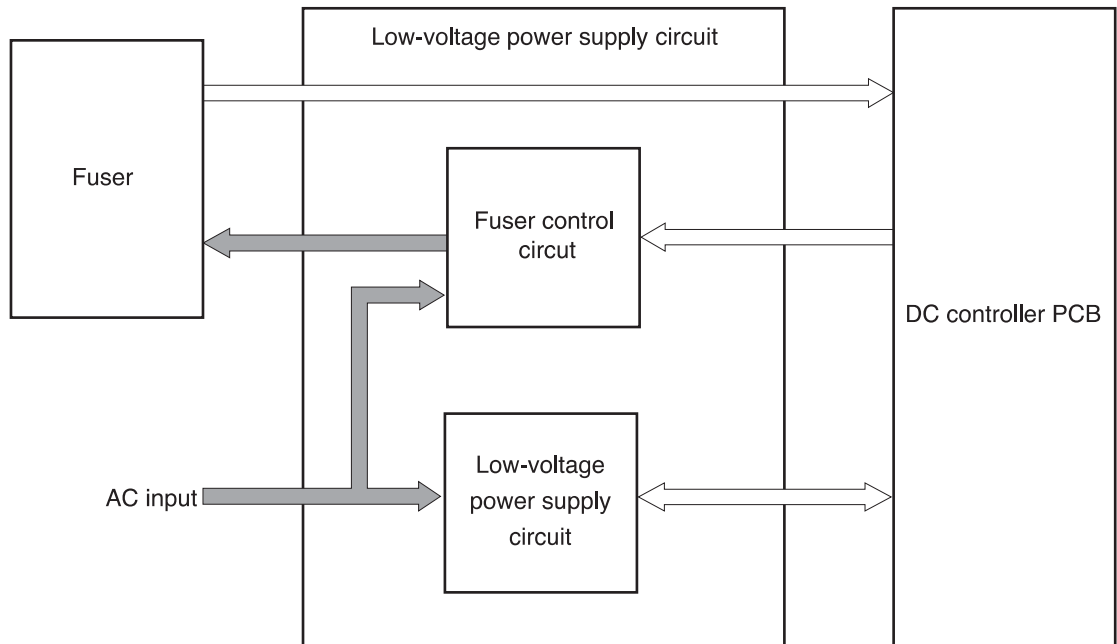 Low-voltage power supply circuit
Fuser
Fuser control
circut
DC controller PCB
Low-voltage
power supply
circuit
AC input